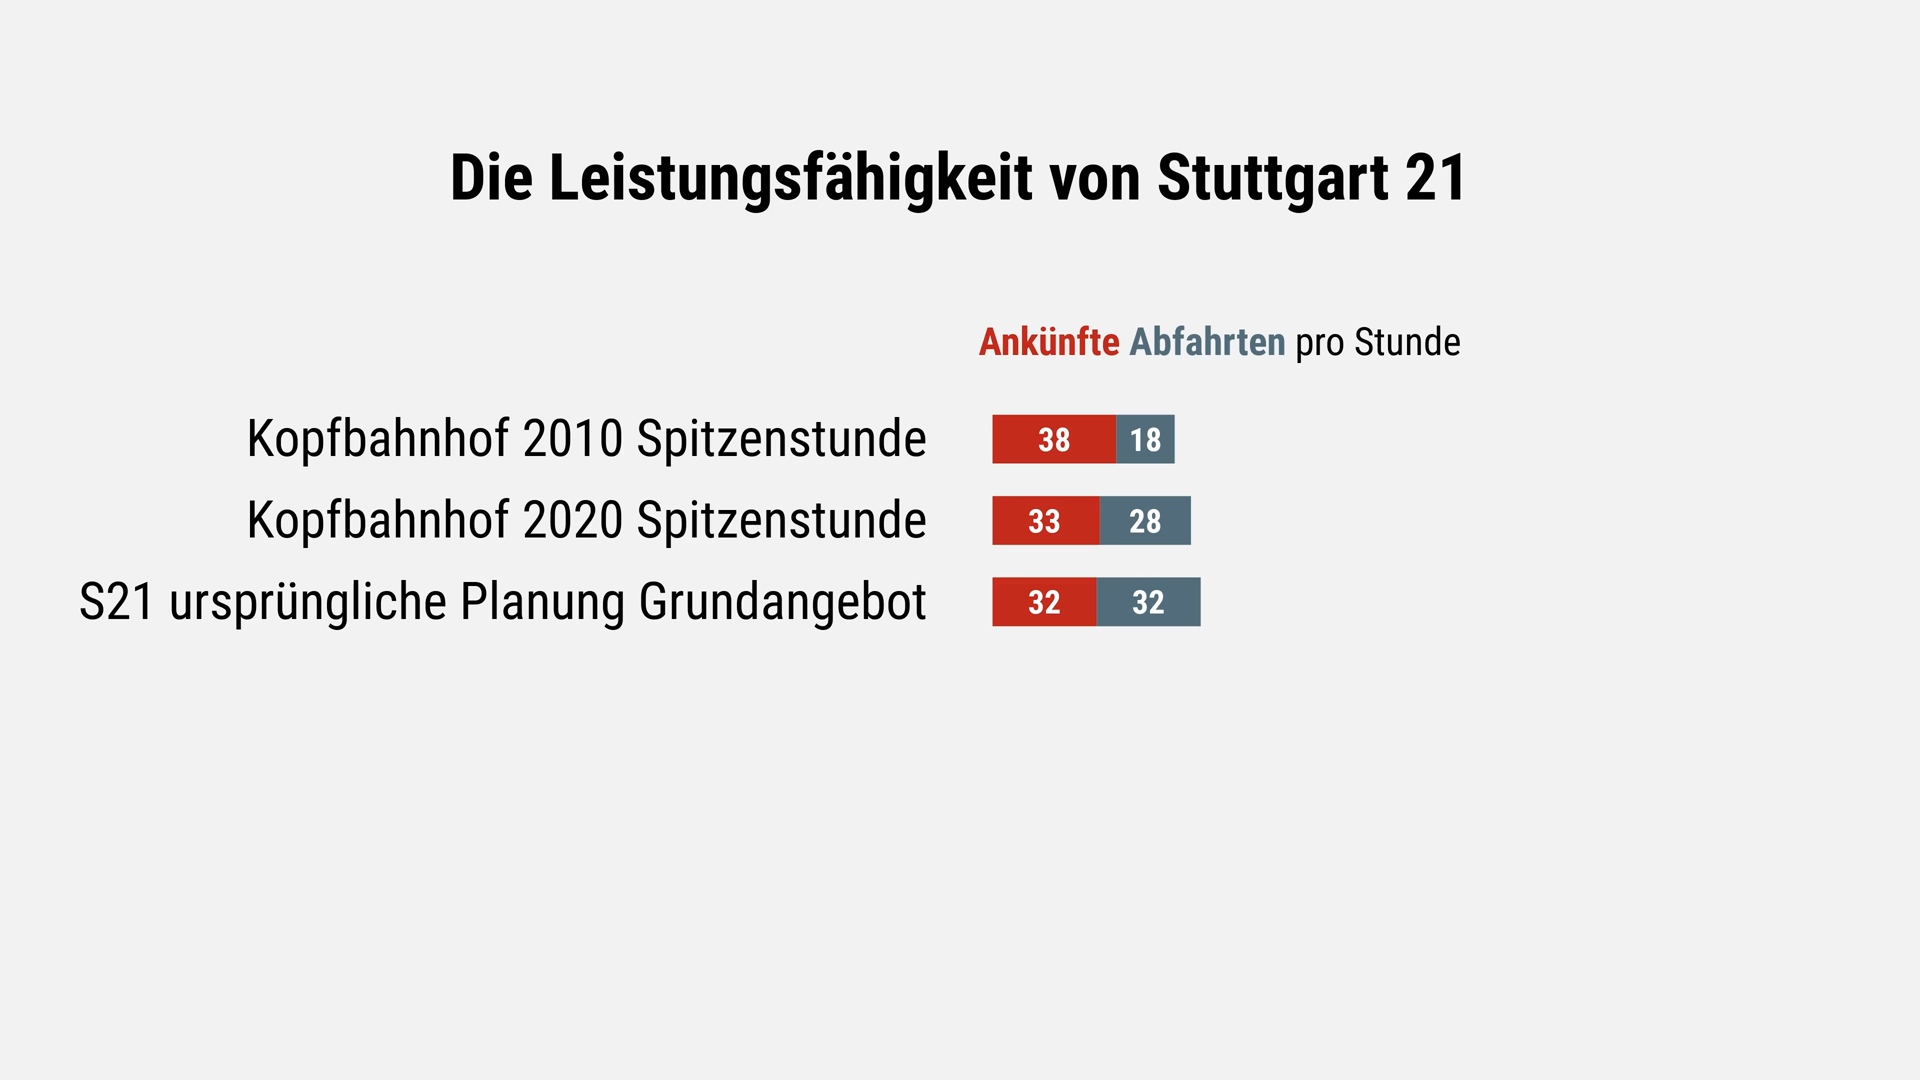 Die Leistungsfähigkeit von Stuttgart 21
Ankünfte Abfahrten pro Stunde
Kopfbahnhof 2010 Spitzenstunde 38 18
Kopfbahnhof 2020 Spitzenstunde 33 28
S21 ursprüngliche Planung Grundangebot 32 32